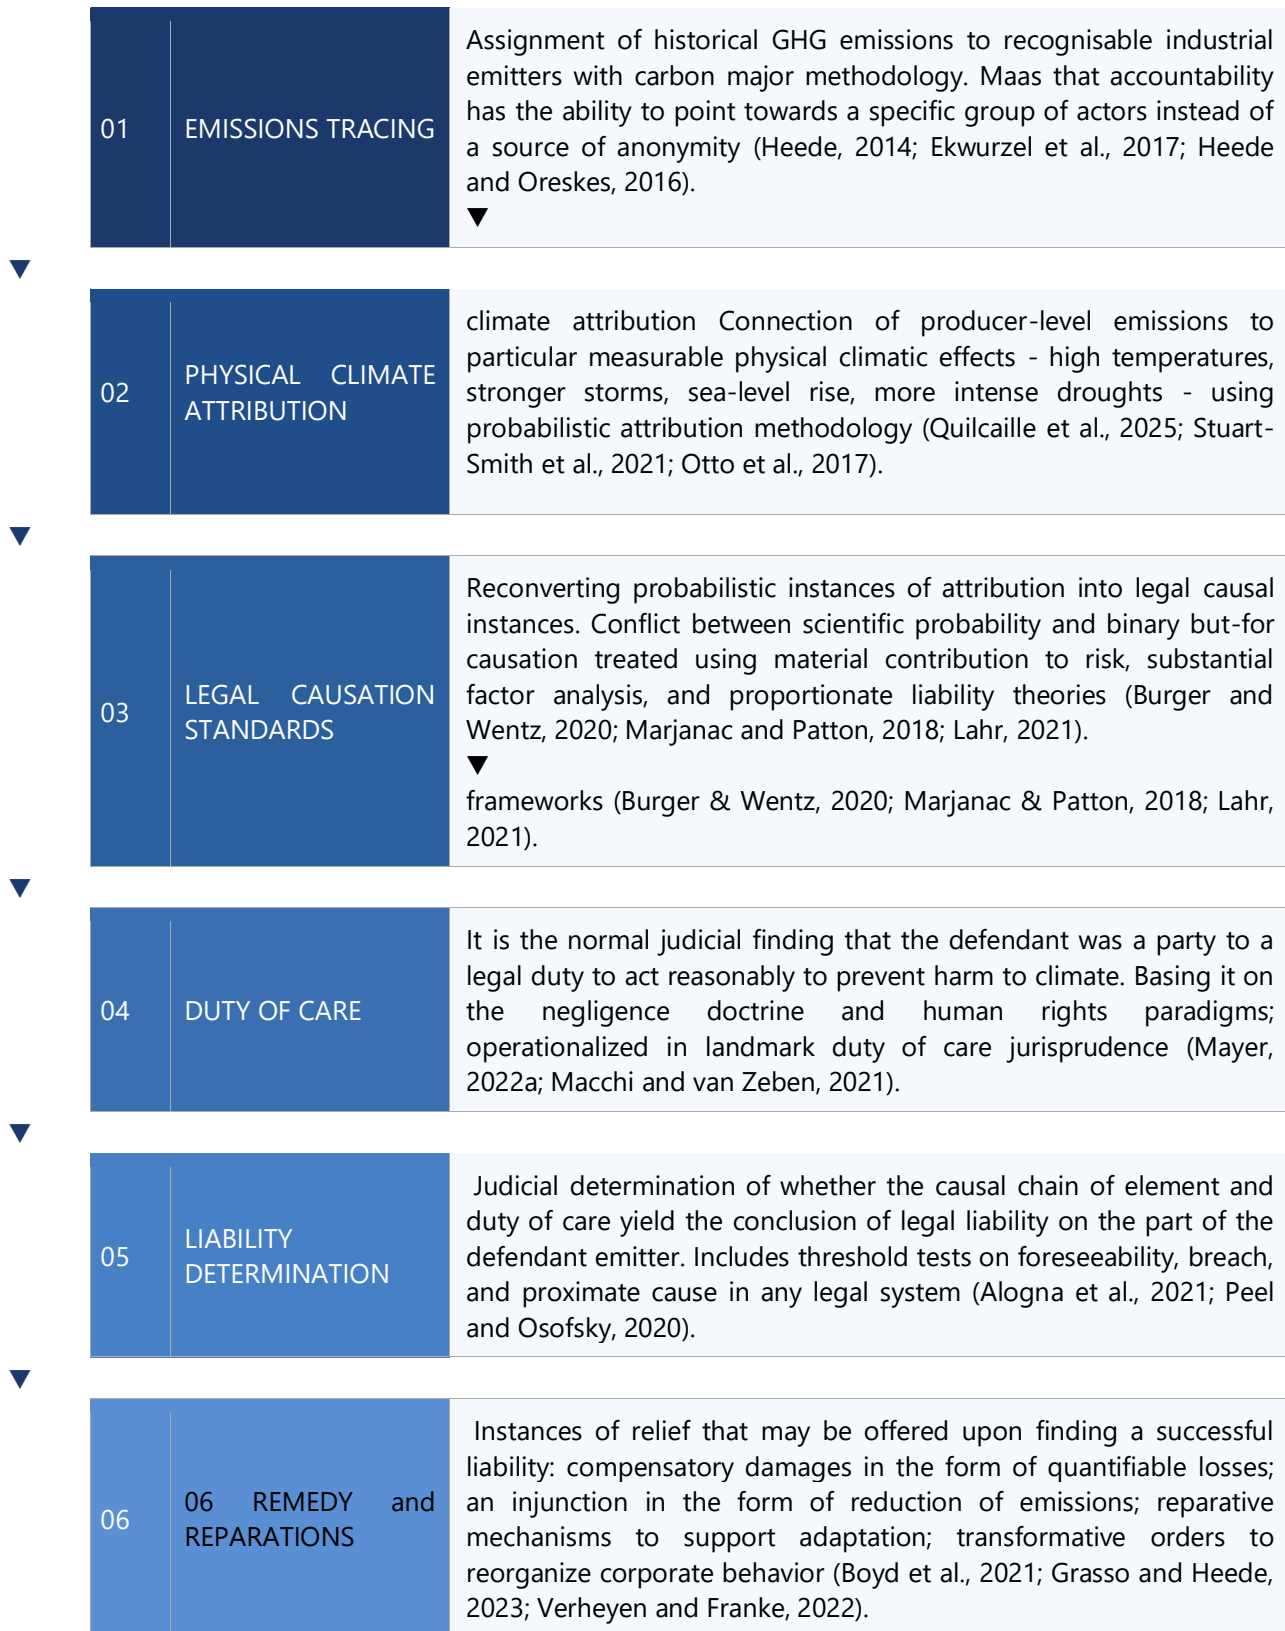 01
EMISSIONS TRACING
Assignment of historical GHG emissions to recognisable industrial
emitters with carbon major methodology. Maas that accountability
has the ability to point towards a specific group of actors instead of
a source of anonymity (Heede, 2014; Ekwurzel et al., 2017; Heede
and Oreskes, 2016).
▼
▼
02
PHYSICAL CLIMATE
ATTRIBUTION
climate attribution Connection of producer-level emissions to
particular measurable physical climatic effects - high temperatures,
stronger storms, sea-level rise, more intense droughts - using
probabilistic attribution methodology (Quilcaille et al., 2025; Stuart-
Smith et al., 2021; Otto et al., 2017).
▼
03
LEGAL CAUSATION
STANDARDS
Reconverting probabilistic instances of attribution into legal causal
instances. Conflict between scientific probability and binary but-for
causation treated using material contribution to risk, substantial
factor analysis, and proportionate liability theories (Burger and
Wentz, 2020; Marjanac and Patton, 2018; Lahr, 2021).
▼
frameworks (Burger & Wentz, 2020; Marjanac & Patton, 2018; Lahr,
2021).
▼
04
DUTY OF CARE
It is the normal judicial finding that the defendant was a party to a
legal duty to act reasonably to prevent harm to climate. Basing it on
the negligence doctrine and human rights paradigms;
operationalized in landmark duty of care jurisprudence (Mayer,
2022a; Macchi and van Zeben, 2021).
▼
05
LIABILITY
DETERMINATION
Judicial determination of whether the causal chain of element and
duty of care yield the conclusion of legal liability on the part of the
defendant emitter. Includes threshold tests on foreseeability, breach,
and proximate cause in any legal system (Alogna et al., 2021; Peel
and Osofsky, 2020).
▼
06
06 REMEDY and
REPARATIONS
Instances of relief that may be offered upon finding a successful
liability: compensatory damages in the form of quantifiable losses;
an injunction in the form of reduction of emissions; reparative
mechanisms to support adaptation; transformative orders to
reorganize corporate behavior (Boyd et al., 2021; Grasso and Heede,
2023; Verheyen and Franke, 2022).